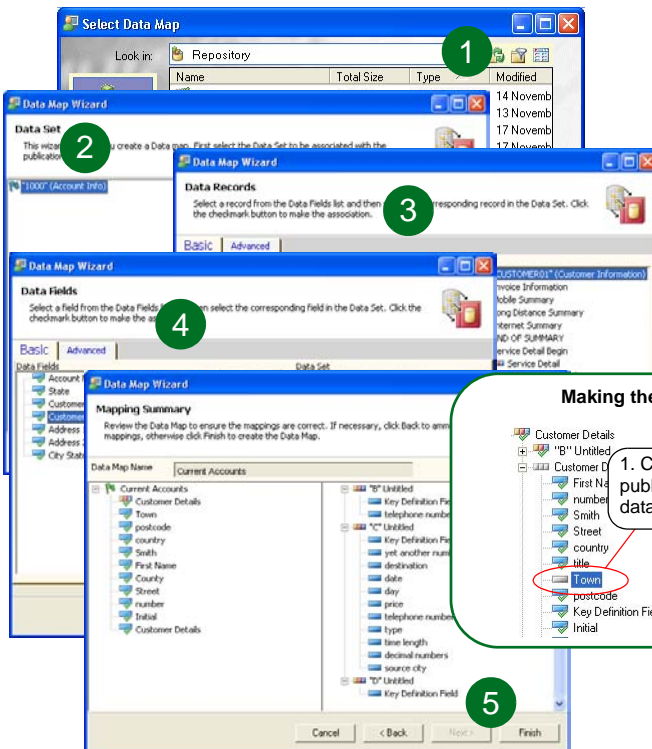 Select Data Map
Look in: Repository
1
Name Total Size Type Modified
14 Novemb
13 Novemb
17 Novemb
17 Novemb
Data Map Wizard
Data Set
This wizard create a Data map. First select the Data Set to be associated with the
publication
2
"1000" (Account Info)
Data Map Wizard
Data Records
Select a record from the Data Fields list and then corresponding record in the Data Set. Click
the checkmark button to make the association.
3
Basic Advanced
CUSTOMER01" (Customer Information)
nvoice Information
obile Summary
ong Distance Summary
nternet Summary
ND OF SUMMARY
ervice Detail Begin
Service Detail
Data Map Wizard
Data Fields
Select a field from the Data Fields then select the corresponding field in the Data Set. Click the
checkmark button to make the as
4
Basic Advanced
Data Fields Data Set
Account
State
Customer
Customer
Address
Address
City Stat
Data Map Wizard
Mapping Summary
Review the Data Map to ensure the mappings are correct. If necessary, click Back to amm
mappings, otherwise click Finish to create the Data Map.
Data Map Name Current Accounts
Current Accounts
Customer Details
Town
postcode
country
Smith
First Name
County
Street
number
Initial
Customer Details
"B" Untitled
Key Definition Fie
telephone numbe
"C" Untitled
Key Definition Fie
yet another num
destination
date
day
price
telephone number
type
time length
decimal numbers
source city
"D" Untitled
Key Definition Field
5
Cancel < Back Next > Finish
Making the
Customer Details
"B" Untitled
Customer D
First Na
number
Smith
Street
country
title
Town
postcode
Key Definition Fie
Initial
1. C
publ
data